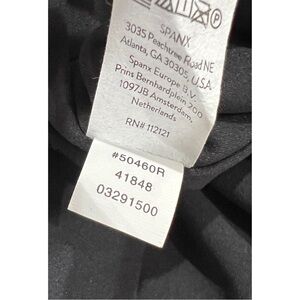 SPANX
3035 Peachtree Road NE
Atlanta, GA 30305, U.S.A
Spanx Europe B.V.
Prins Bernhardplein 200
1097JB Amsterdam,
Netherlands
RN# 112121
#50460R
41848
03291500